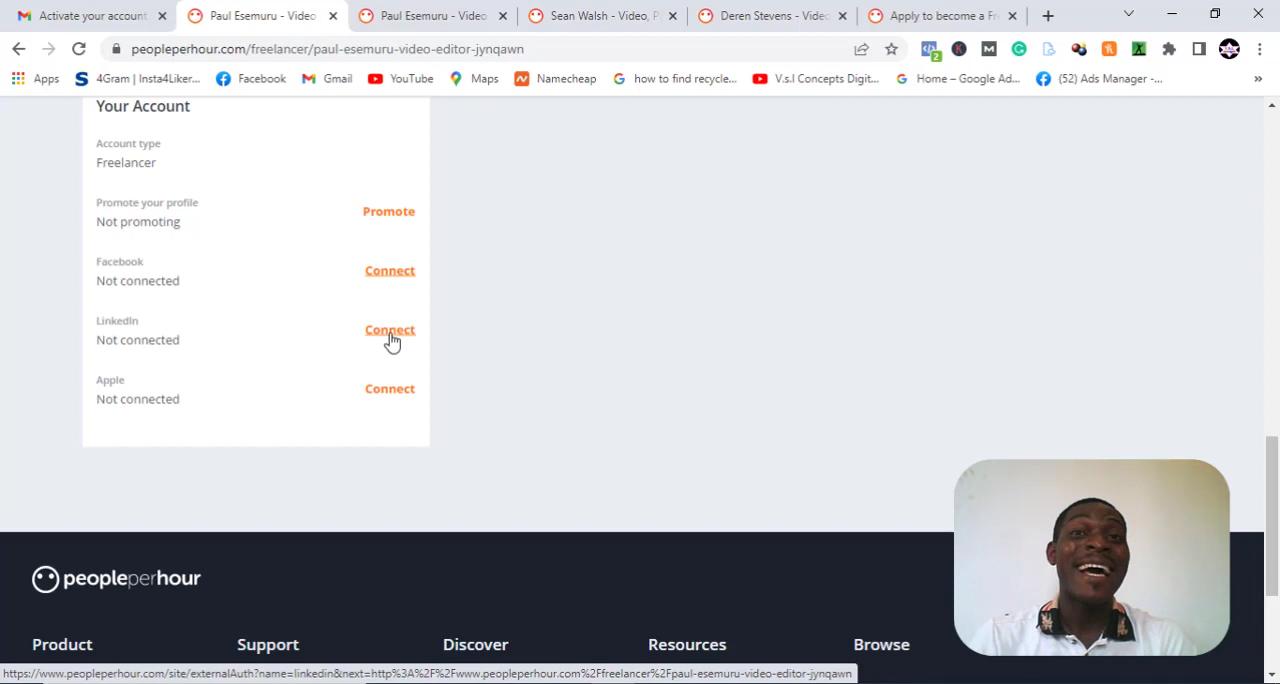 Activate your account
Paul Esemuru - Video
Paul Esemuru - Video
Sean Walsh - Video, P
Deren Stevens - Video
Apply to become a Fr
peopleperhour.com/freelancer/paul-esemuru-video-editor-jynqawn
2
Apps
4Gram | Insta4Liker...
Facebook
Gmail
YouTube
Maps
Namecheap
how to find recycle...
V.s.l Concepts Digit...
Home – Google Ad...
(52) Ads Manager -...
»
Your Account
Account type
Freelancer
Promote your profile
Not promoting
Promote
Facebook
Not connected
Connect
LinkedIn
Not connected
Connect
Apple
Not connected
Connect
peopleperhour
Product
Support
Discover
Resources
Browse
https://www.peopleperhour.com/site/externalAuth?name=linkedin&next=http%3A%2F%2Fwww.peopleperhour.com%2Ffreelancer%2Fpaul-esemuru-video-editor-jynqawn